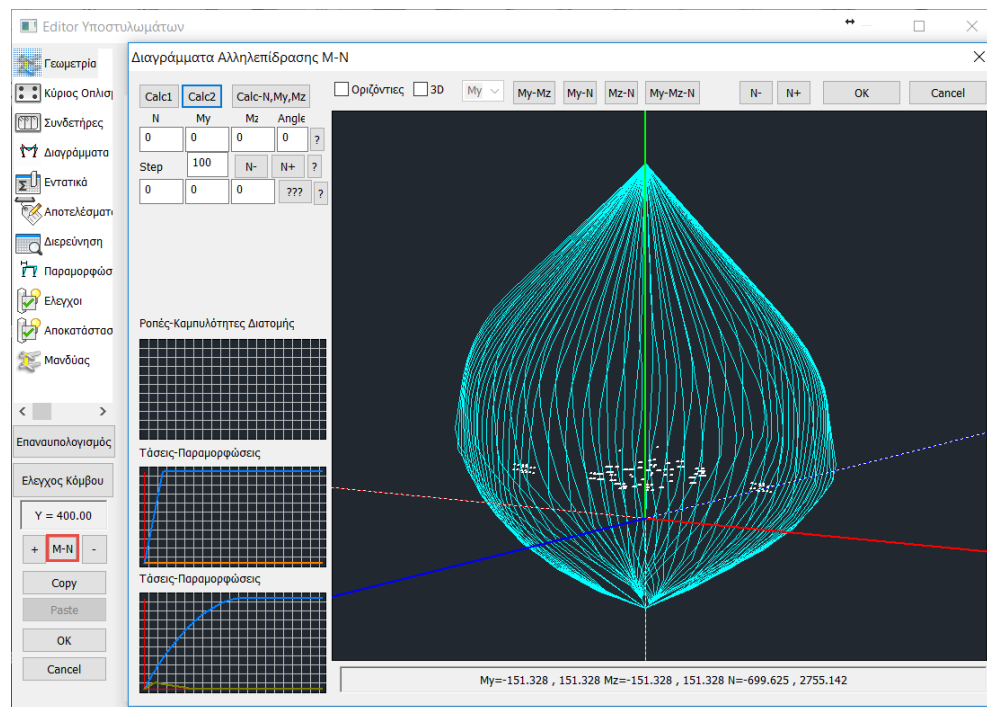 Editor Υποστυλωμάτων
Διαγράμματα Αλληλεπίδρασης M-N
Γεωμετρία
Κύριος Οπλισμ
Συνδετήρες
Διαγράμματα
Εντατικά
Αποτελέσματ
Διερεύνηση
Παραμορφώσ
Ελεγχοι
Αποκατάστασ
Μανδύας
Επαναυπολογισμός
Ελεγχος Κόμβου
Y = 400.00
+ M-N -
Copy
Paste
OK
Cancel
Calc1 Calc2 Calc-N,My,Mz
N My Mz Angle
0 0 0 0 ?
Step 100 N- N+ ?
0 0 0 ??? ?
Οριζόντιες 3D My My-Mz My-N Mz-N My-Mz-N N- N+ OK Cancel
Ροπές-Καμπυλότητες Διατομής
Τάσεις-Παραμορφώσεις
Τάσεις-Παραμορφώσεις
My=-151.328 , 151.328 Mz=-151.328 , 151.328 N=-699.625 , 2755.142